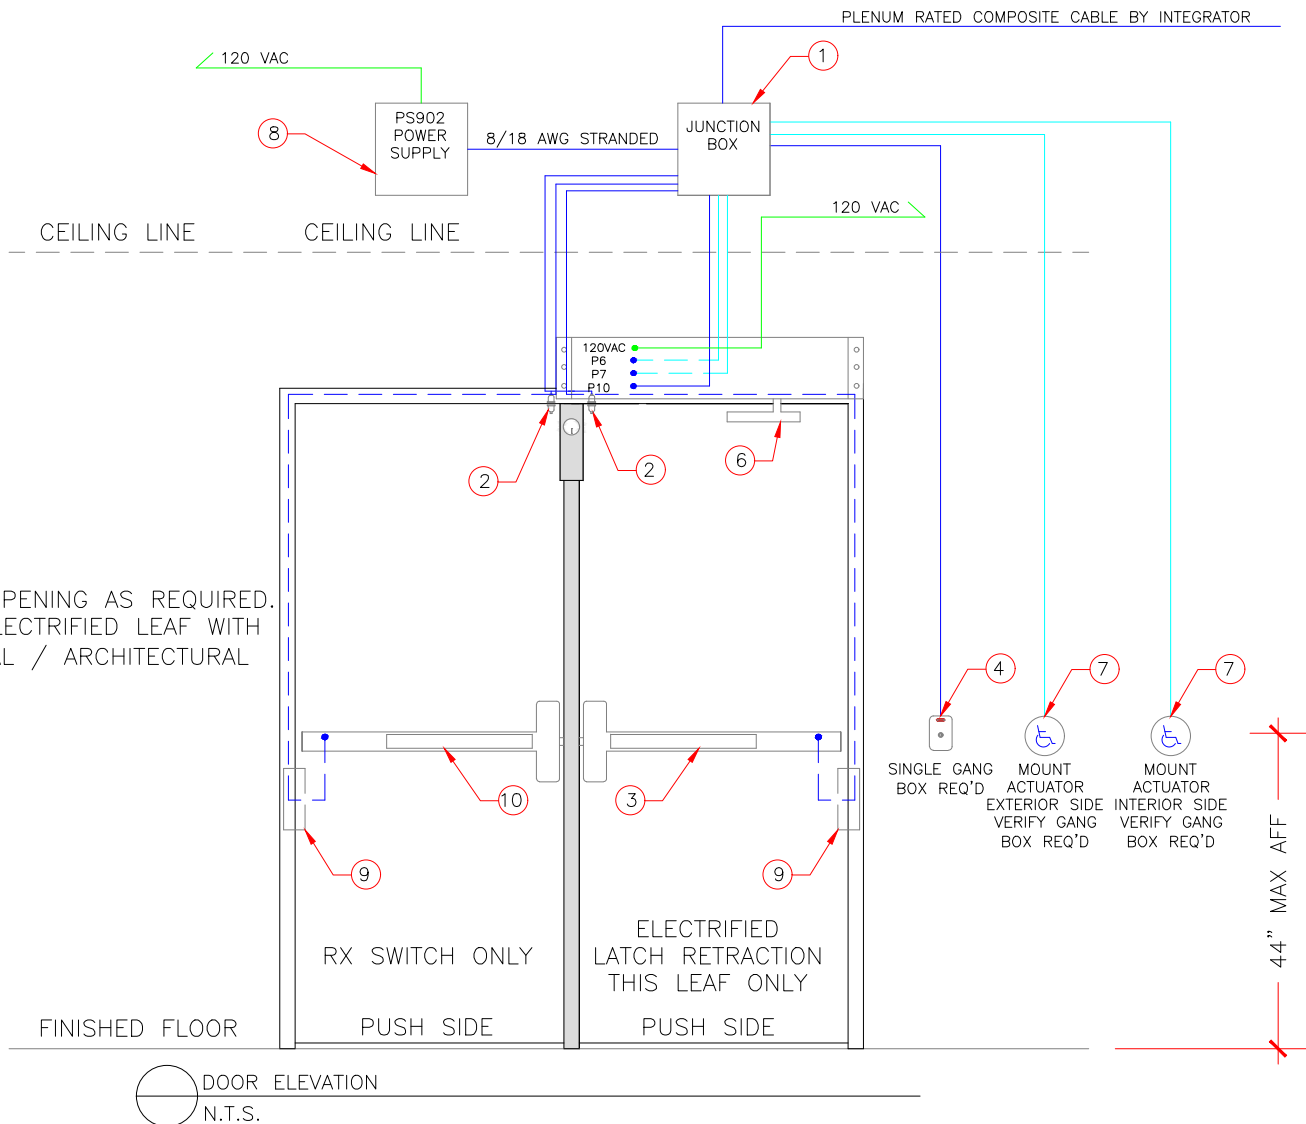 PLENUM RATED COMPOSITE CABLE BY INTEGRATOR
120 VAC
1
PS902
POWER
SUPPLY
8
8/18 AWG STRANDED
JUNCTION
BOX
120 VAC
CEILING LINE
CEILING LINE
120VAC
P6
P7
P10
2
2
6
PENING AS REQUIRED.
LECTRIFIED LEAF WITH
AL / ARCHITECTURAL
4
7
7
SINGLE GANG
BOX REQ'D
MOUNT
ACTUATOR
EXTERIOR SIDE
VERIFY GANG
BOX REQ'D
MOUNT
ACTUATOR
INTERIOR SIDE
VERIFY GANG
BOX REQ'D
10
3
9
9
44" MAX AFF
RX SWITCH ONLY
ELECTRIFIED
LATCH RETRACTION
THIS LEAF ONLY
FINISHED FLOOR
PUSH SIDE
PUSH SIDE
DOOR ELEVATION
N.T.S.